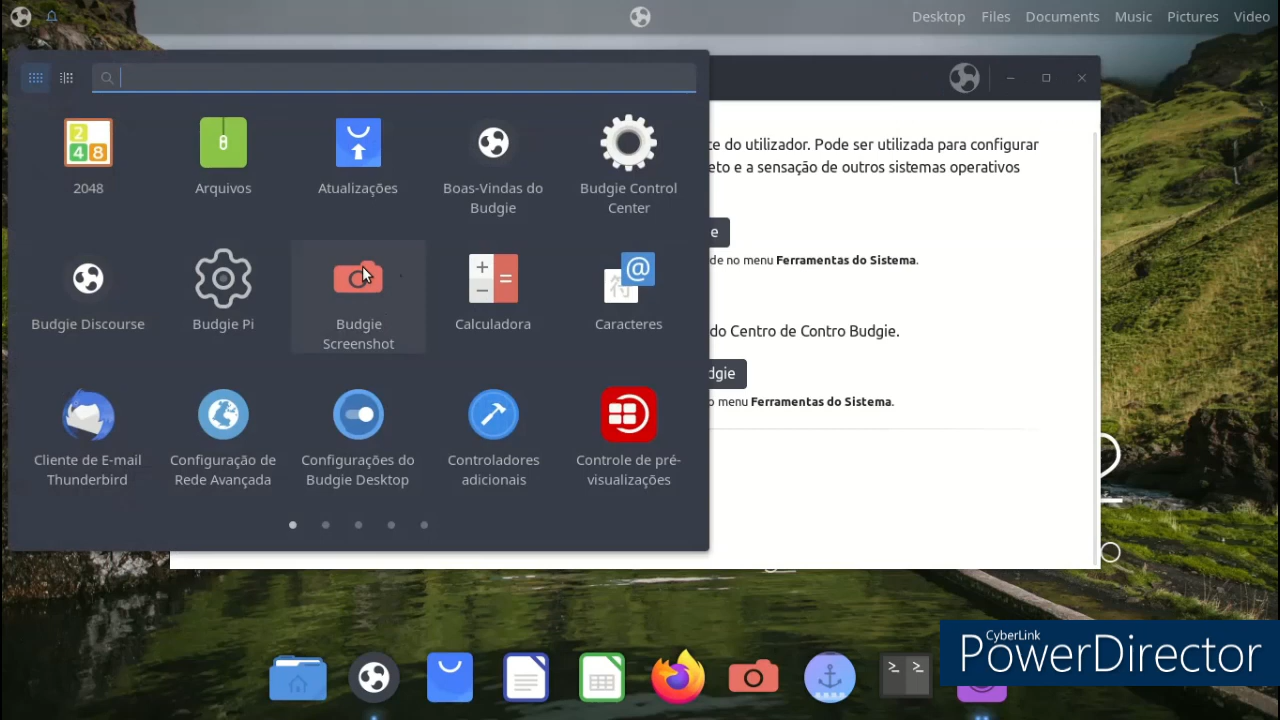 Desktop Files Documents Music Pictures Video
2048
Arquivos
Atualizações
Boas-Vindas do
Budgie
Budgie Control
Center
Budgie Discourse
Budgie Pi
Budgie
Screenshot
Calculadora
Caracteres
Cliente de E-mail
Thunderbird
Configuração de
Rede Avançada
Configurações do
Budgie Desktop
Controladores
adicionais
Controle de pré-
visualizações
te do utilizador. Pode ser utilizada para configurar
eto e a sensação de outros sistemas operativos
e
de no menu Ferramentas do Sistema.
do Centro de Contro Budgie.
dgie
o menu Ferramentas do Sistema.
2
CyberLink
PowerDirector